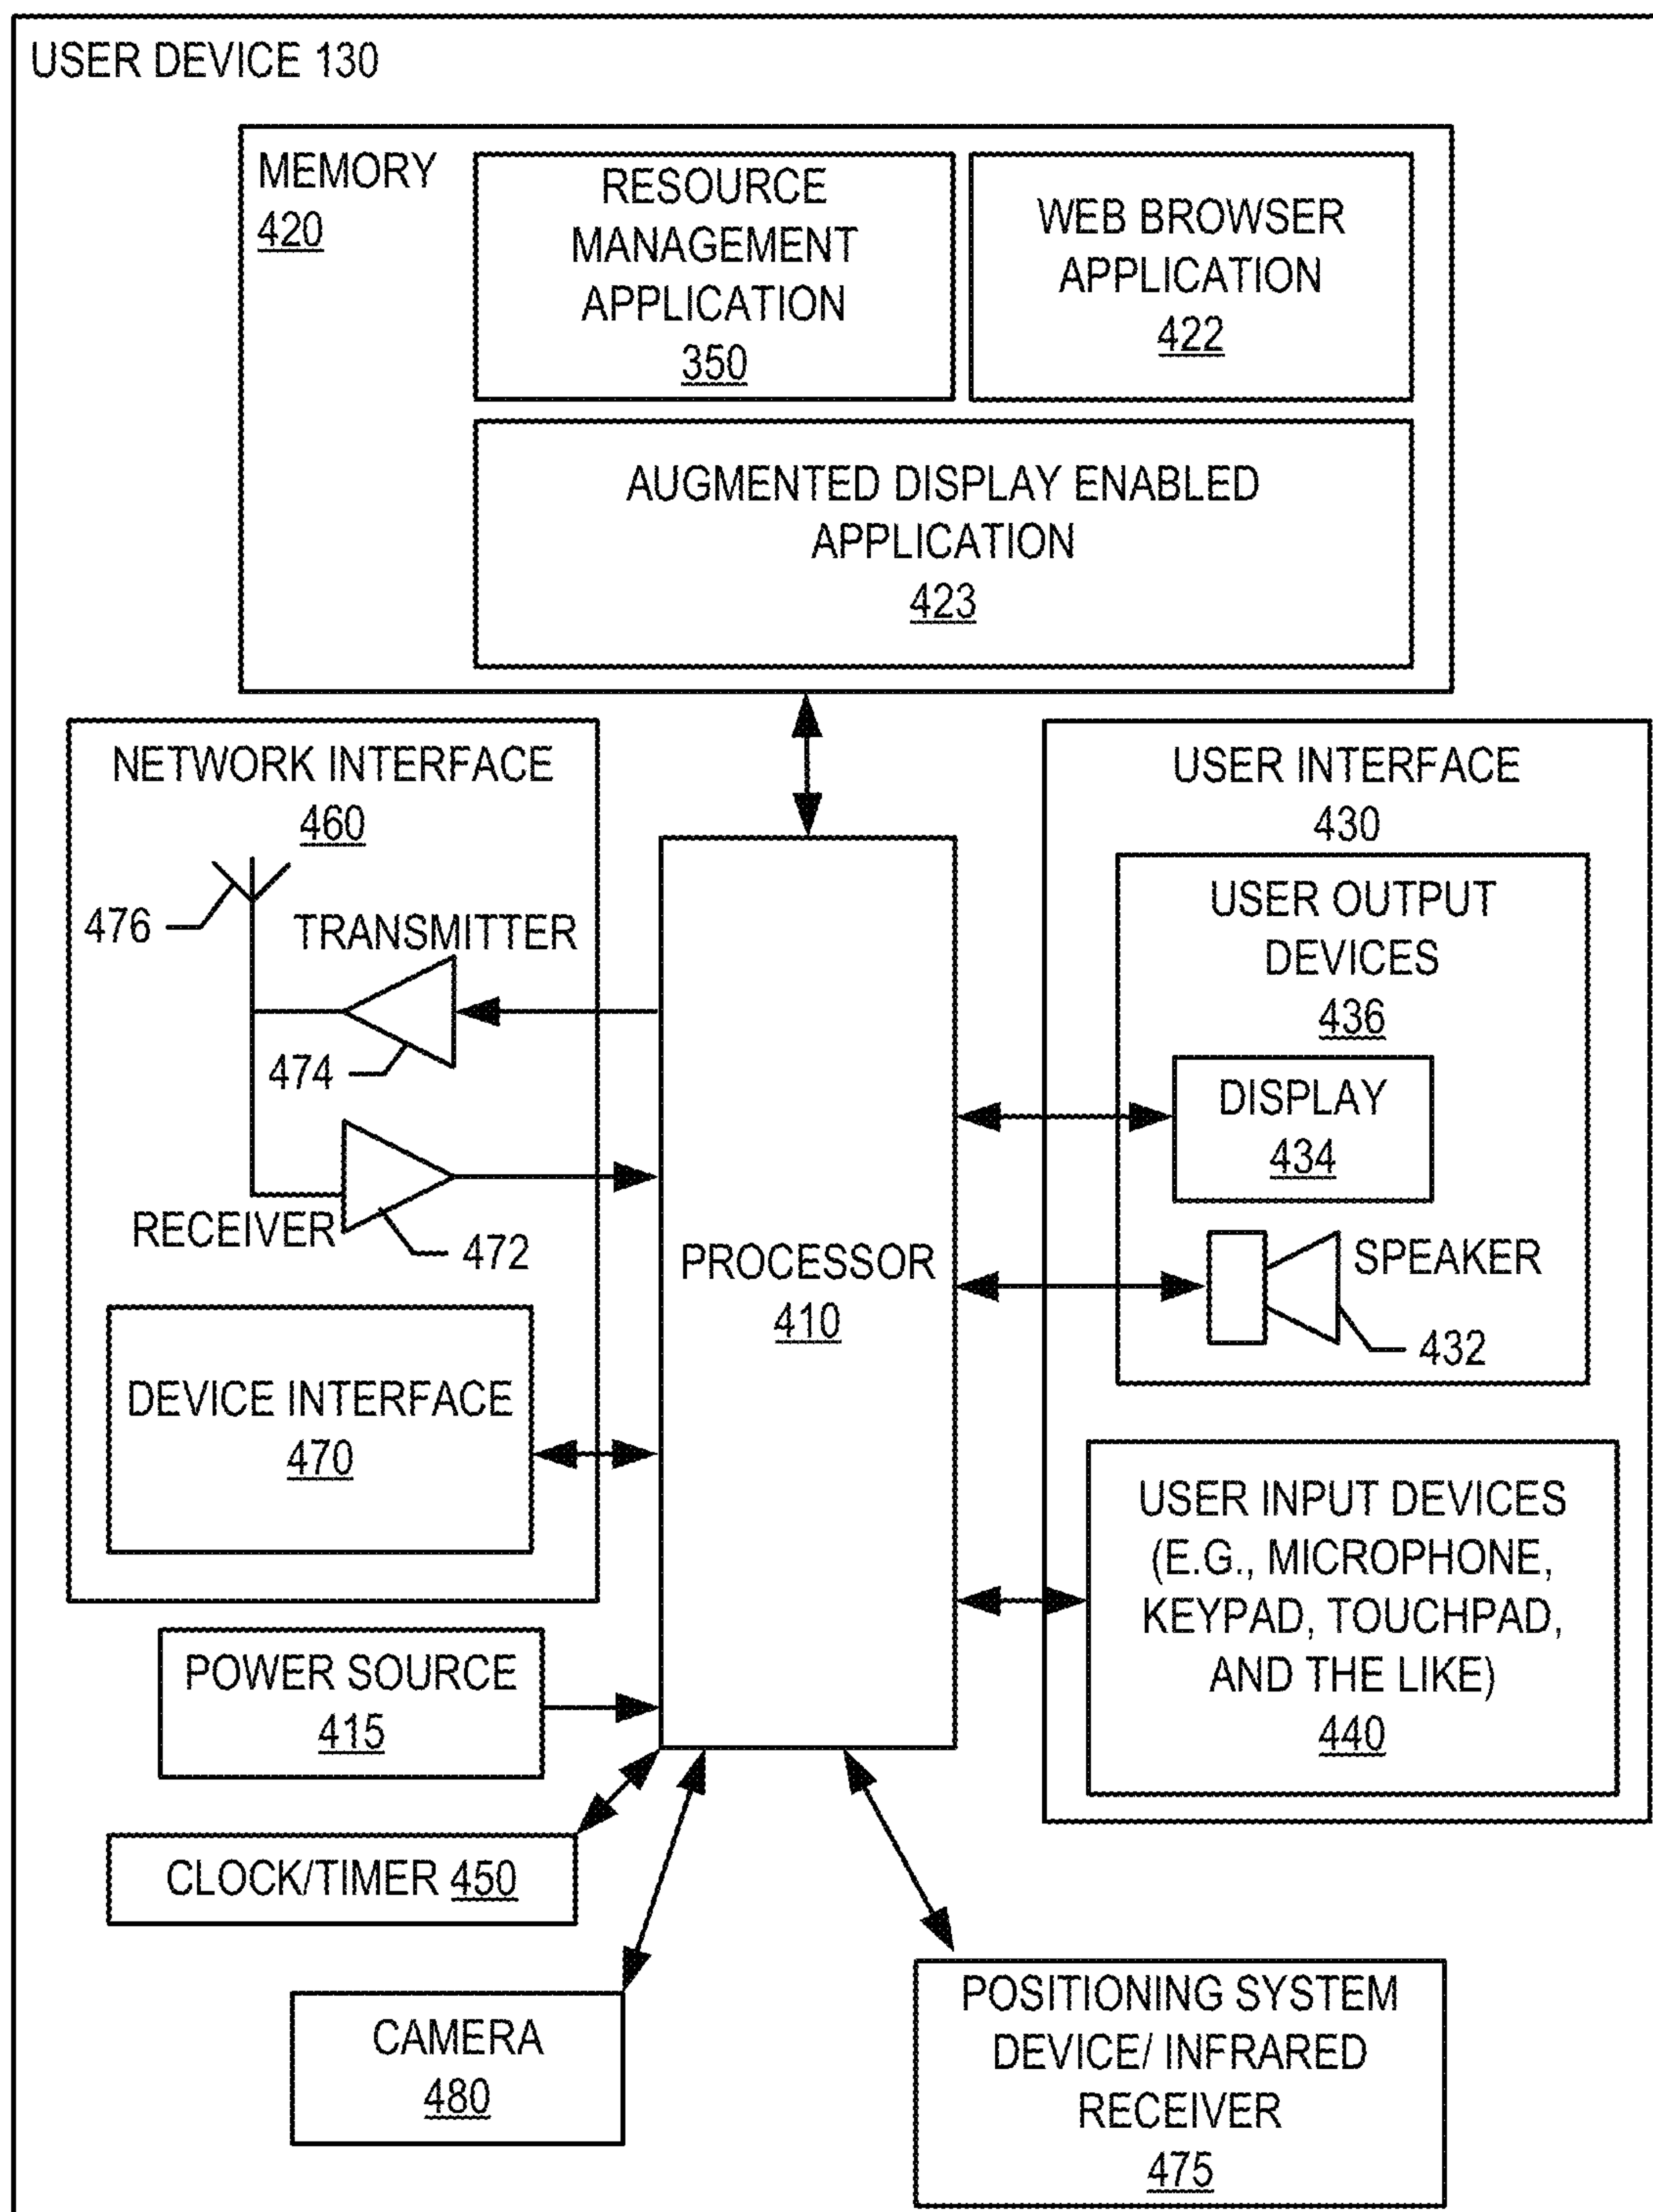 USER DEVICE 130
MEMORY
420
RESOURCE
MANAGEMENT
APPLICATION
350
WEB BROWSER
APPLICATION
422
AUGMENTED DISPLAY ENABLED
APPLICATION
423
NETWORK INTERFACE
460
476
TRANSMITTER
474
RECEIVER
472
DEVICE INTERFACE
470
PROCESSOR
410
USER INTERFACE
430
USER OUTPUT
DEVICES
436
DISPLAY
434
SPEAKER
432
USER INPUT DEVICES
(E.G., MICROPHONE,
KEYPAD, TOUCHPAD,
AND THE LIKE)
440
POWER SOURCE
415
CLOCK/TIMER 450
CAMERA
480
POSITIONING SYSTEM
DEVICE/ INFRARED
RECEIVER
475